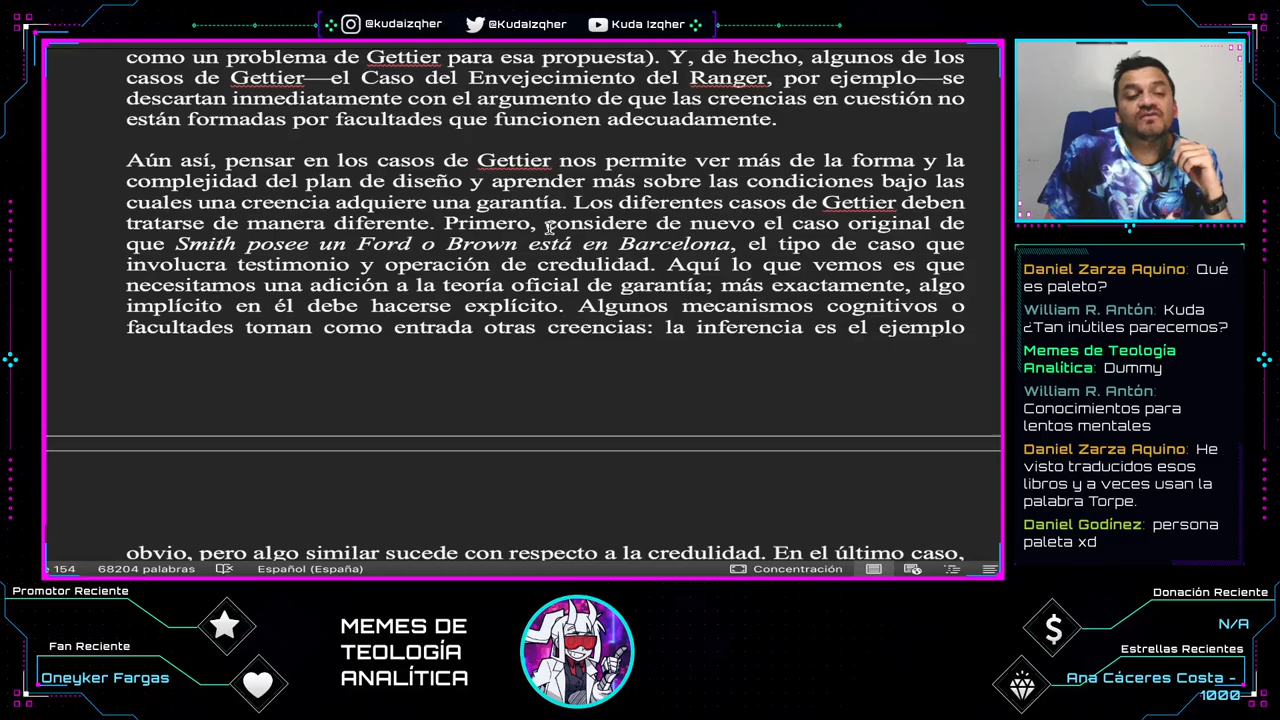 @kudaizqher
@KudaIzqher
Kuda Izqher
como un problema de Gettier para esa propuesta). Y, de hecho, algunos de los
casos de Gettier—el Caso del Envejecimiento del Ranger, por ejemplo—se
descartan inmediatamente con el argumento de que las creencias en cuestión no
están formadas por facultades que funcionen adecuadamente.
Aún así, pensar en los casos de Gettier nos permite ver más de la forma y la
complejidad del plan de diseño y aprender más sobre las condiciones bajo las
cuales una creencia adquiere una garantía. Los diferentes casos de Gettier deben
tratarse de manera diferente. Primero, considere de nuevo el caso original de
que Smith posee un Ford o Brown está en Barcelona, el tipo de caso que
involucra testimonio y operación de credulidad. Aquí lo que vemos es que
necesitamos una adición a la teoría oficial de garantía; más exactamente, algo
implícito en él debe hacerse explícito. Algunos mecanismos cognitivos o
facultades toman como entrada otras creencias: la inferencia es el ejemplo
obvio, pero algo similar sucede con respecto a la credulidad. En el último caso,
154 68204 palabras Español (España) Concentración
Daniel Zarza Aquino: Qué
es paleto?
William R. Antón: Kuda
¿Tan inútiles parecemos?
Memes de Teología
Analítica: Dummy
William R. Antón:
Conocimientos para
lentos mentales
Daniel Zarza Aquino: He
visto traducidos esos
libros y a veces usan la
palabra Torpe.
Daniel Godínez: persona
paleta xd
Promotor Reciente
Fan Reciente
Oneyker Fargas
MEMES DE
TEOLOGÍA
ANALÍTICA
Donación Reciente
N/A
Estrellas Recientes
Ana Cáceres Costa -
1000